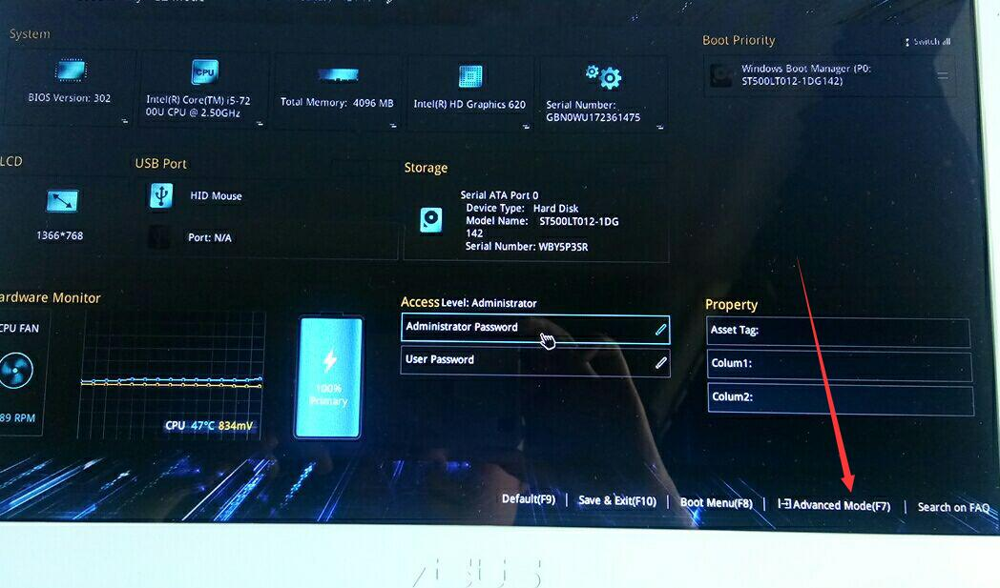 System
Boot Priority
Switch all
BIOS Version: 302
Intel(R) Core(TM) i5-72
00U CPU @ 2.50GHz
Total Memory: 4096 MB
Intel(R) HD Graphics 620
Serial Number:
GBN0WU172361475
Windows Boot Manager (P0:
ST500LT012-1DG142)
CPU
LCD
1366*768
USB Port
HID Mouse
Port: N/A
Storage
Serial ATA Port 0
Device Type: Hard Disk
Model Name: ST500LT012-1DG
142
Serial Number: WBY5P3SR
ardware Monitor
CPU FAN
89 RPM
CPU 47°C 834mV
100%
Primary
Access Level: Administrator
Administrator Password
User Password
Property
Asset Tag:
Colum1:
Colum2:
Default(F9) | Save & Exit(F10) | Boot Menu(F8) | Advanced Mode(F7) | Search on FAQ
ASUS